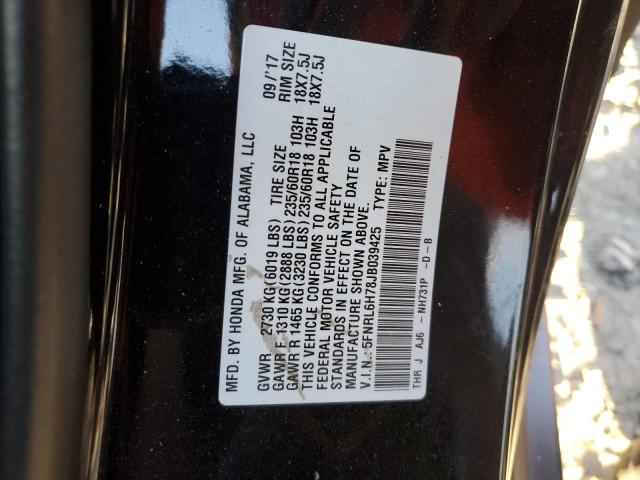 MFD. BY HONDA MFG. OF ALABAMA, LLC 09/'17
GVWR 2730 KG(6019 LBS) TIRE SIZE RIM SIZE
GAWR F 1310 KG(2888 LBS)235/60R18 103H 18X7.5J
GAWR R 1465 KG(3230 LBS)235/60R18 103H 18X7.5J
THIS VEHICLE CONFORMS TO ALL APPLICABLE
FEDERAL MOTOR VEHICLE SAFETY
STANDARDS IN EFFECT ON THE DATE OF
MANUFACTURE SHOWN ABOVE.
V.I.N.:5FNRL6H78JB039425 TYPE: MPV
THR J AJ6 - NH731P -D-B